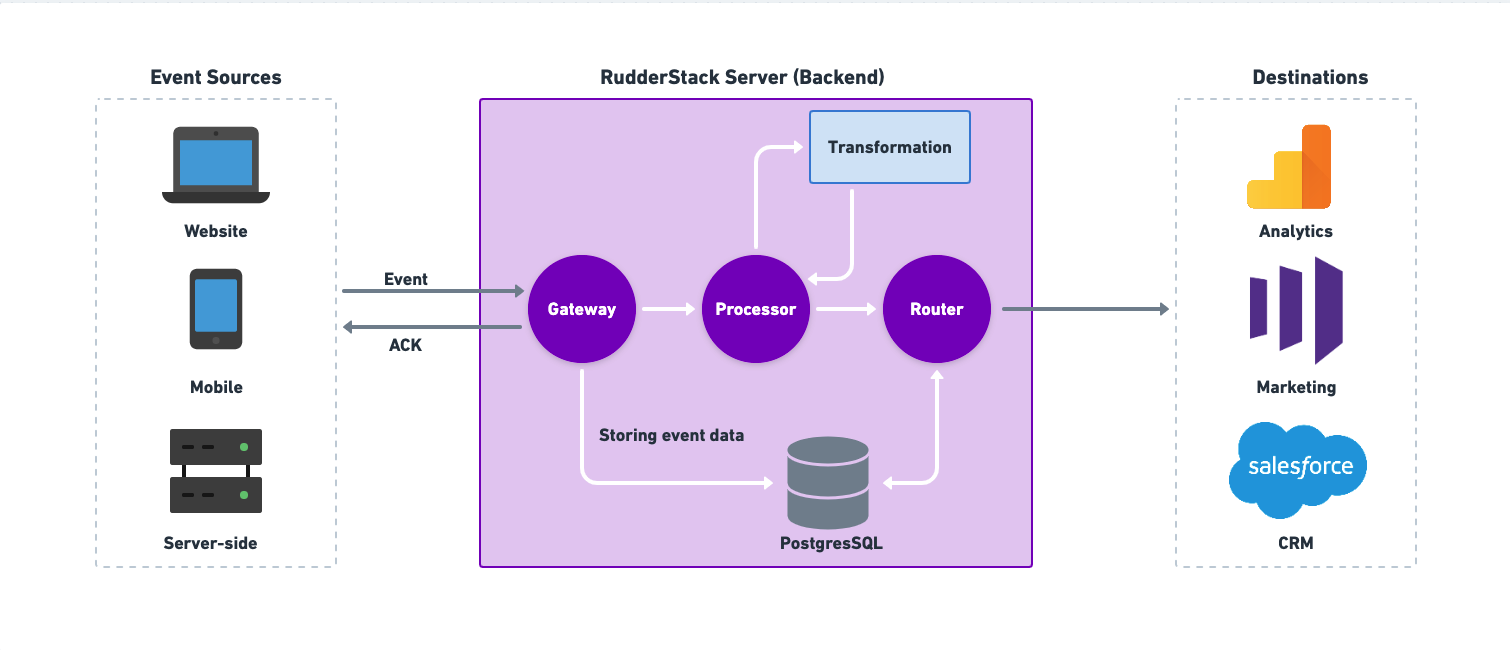 Event Sources
RudderStack Server (Backend)
Destinations
Transformation
Website
Analytics
Event
Gateway
Processor
Router
ACK
Mobile
Marketing
Storing event data
salesforce
Server-side
PostgresSQL
CRM